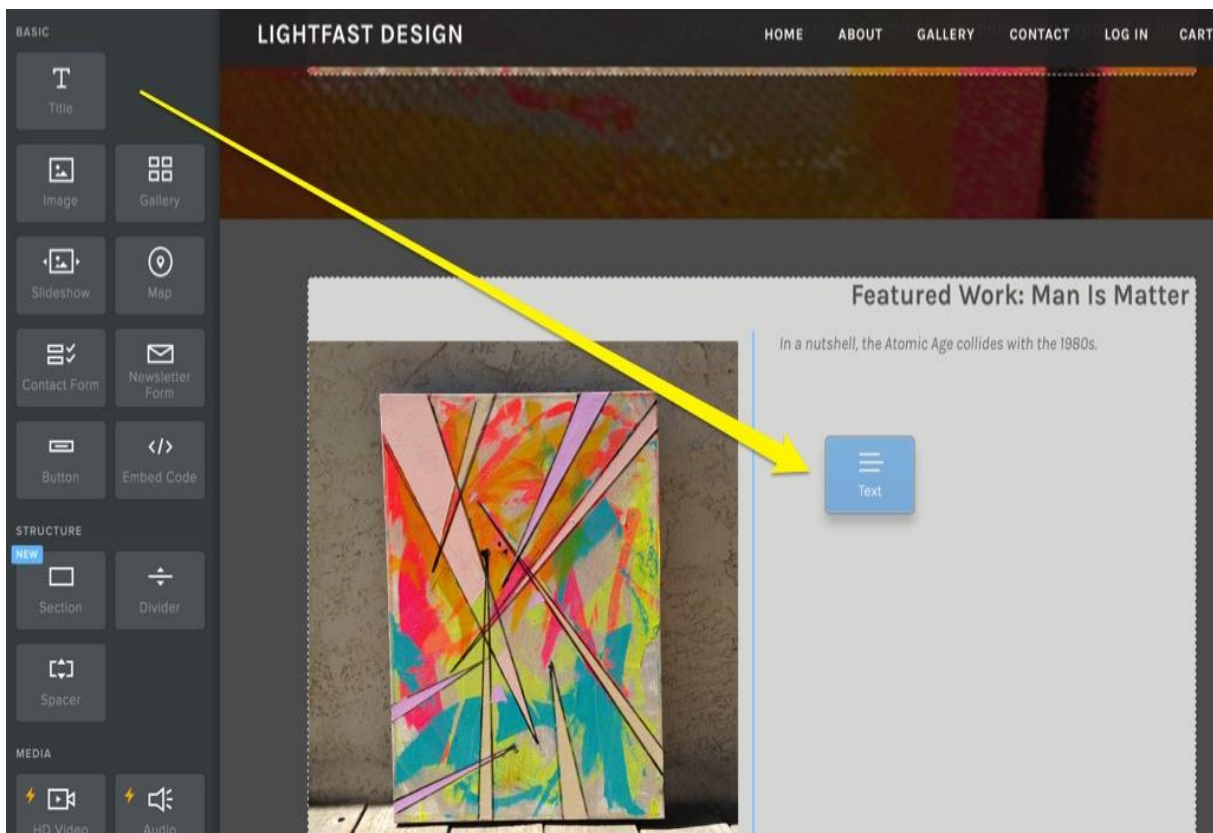 BASIC
Title
Image
Gallery
Slideshow
Map
Contact Form
Newsletter
Form
Button
Embed Code
STRUCTURE
NEW
Section
Divider
Spacer
MEDIA
HD Video
Audio
LIGHTFAST DESIGN
HOME ABOUT GALLERY CONTACT LOG IN CART
Featured Work: Man Is Matter
In a nutshell, the Atomic Age collides with the 1980s.
Text